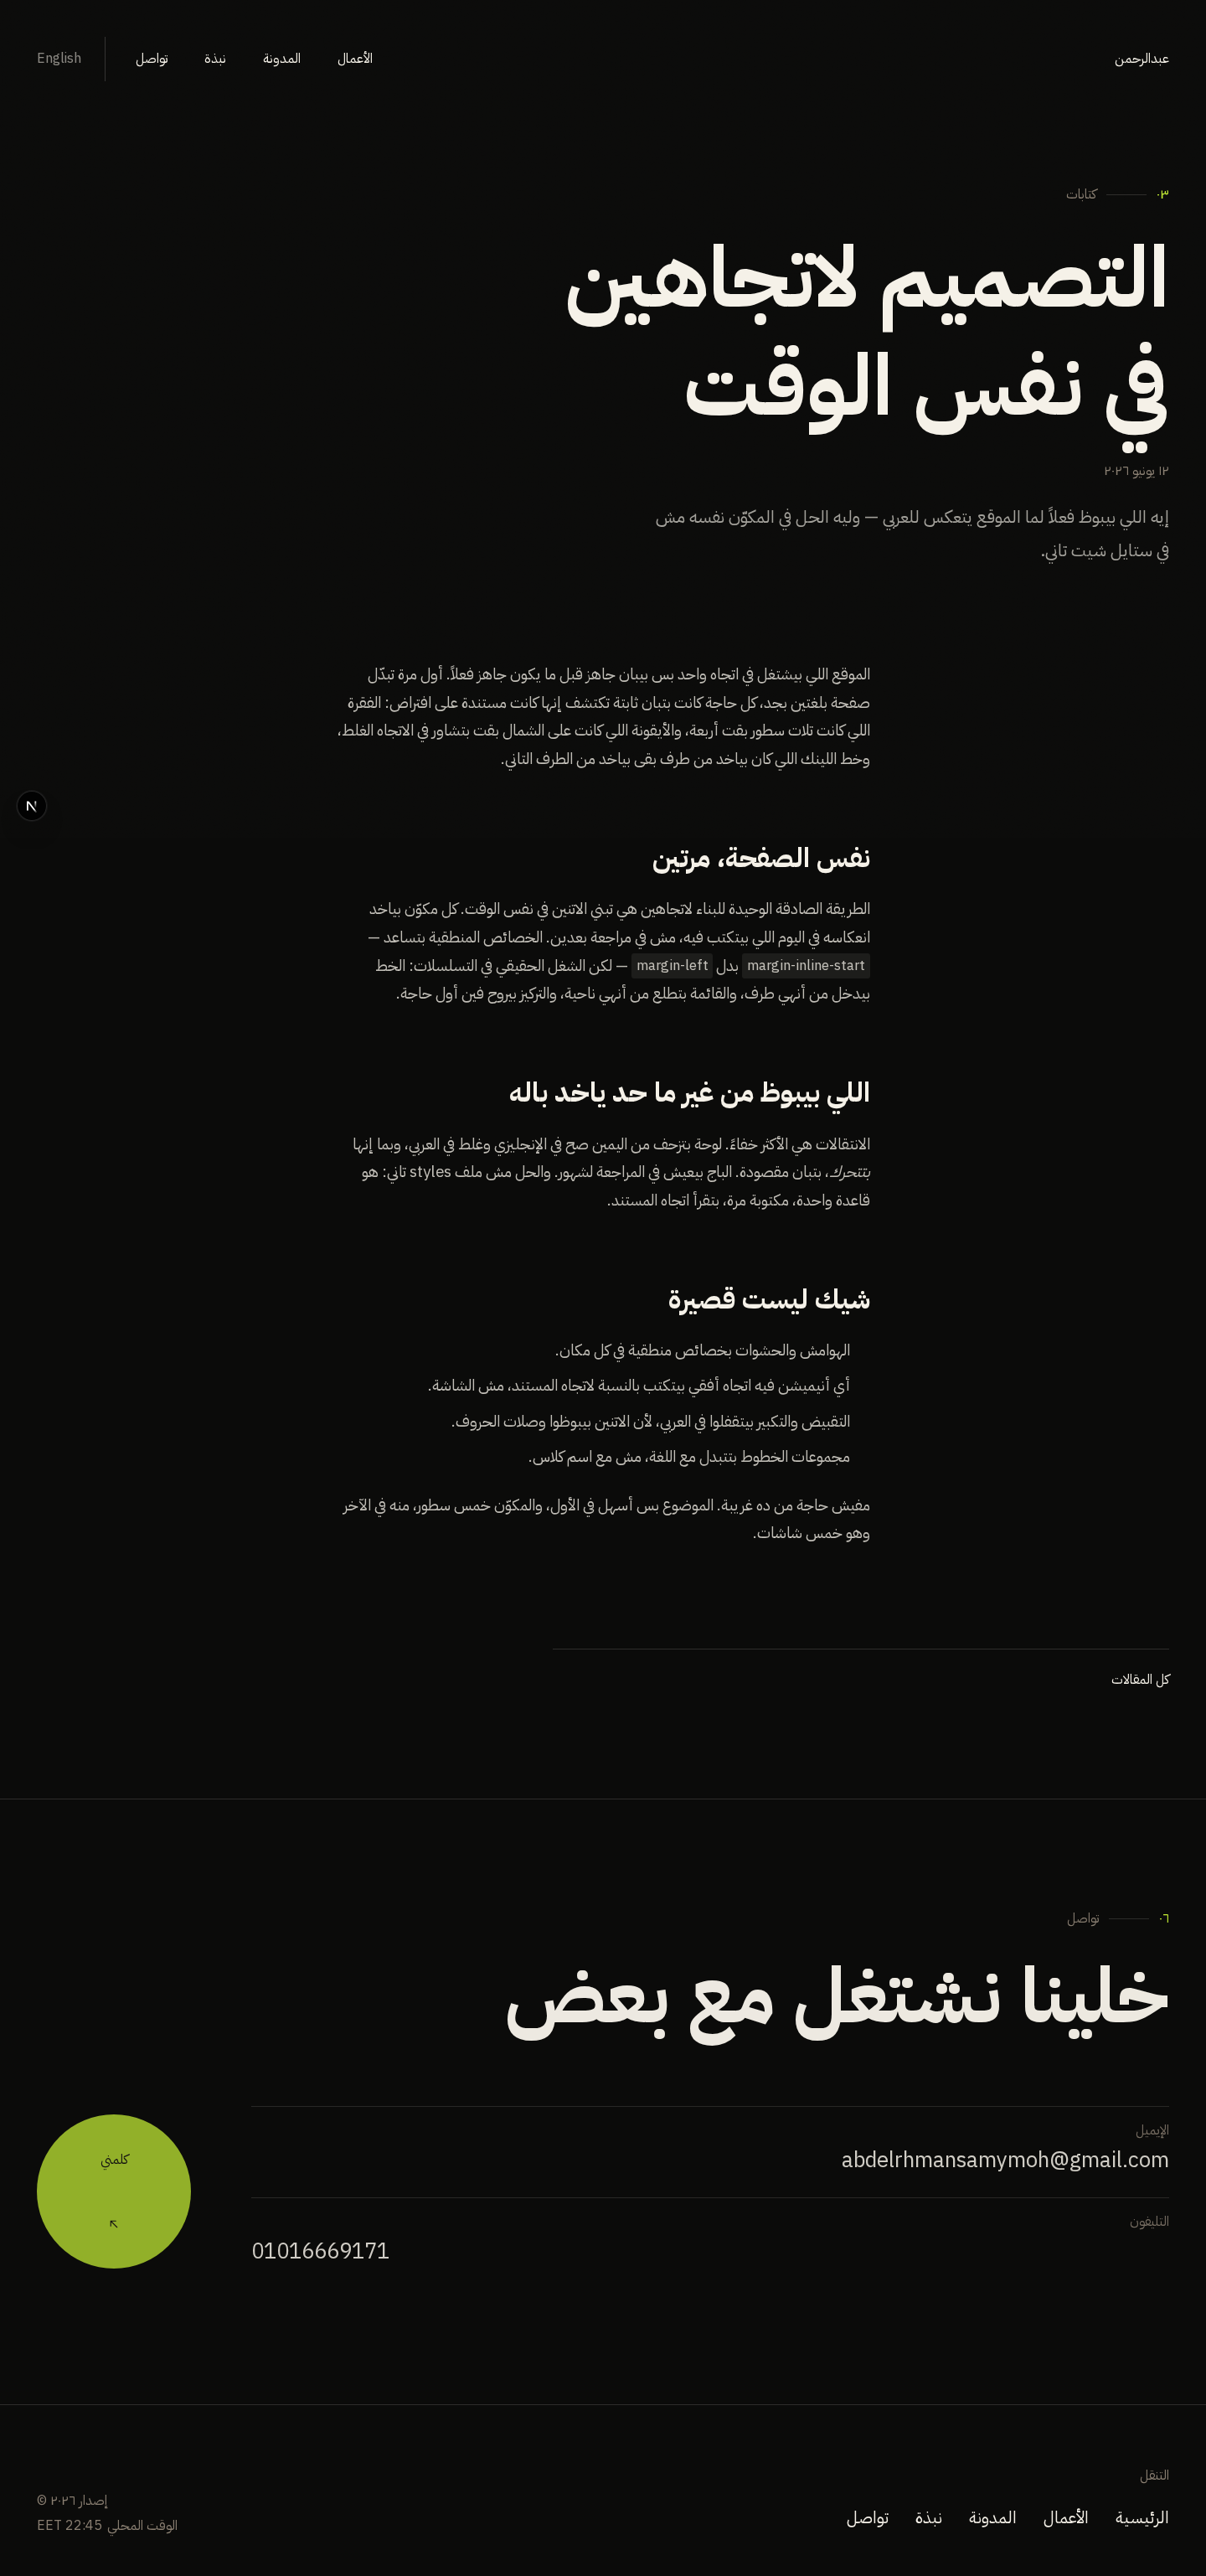 عبدالرحمن
الأعمال
المدونة
نبذة
تواصل
English
٠٣
كتابات
التصميم لاتجاهين
في نفس الوقت
١٢ يونيو ٢٠٢٦
إيه اللي بيبوظ فعلاً لما الموقع يتعكس للعربي — وليه الحل في المكوّن نفسه مش
في ستايل شيت تاني.
الموقع اللي بيشتغل في اتجاه واحد بس بيبان جاهز قبل ما يكون جاهز فعلاً. أول مرة تبدّل
صفحة بلغتين بجد، كل حاجة كانت بتبان ثابتة تكتشف إنها كانت مستندة على افتراض: الفقرة
اللي كانت تلات سطور بقت أربعة، والأيقونة اللي كانت على الشمال بقت بتشاور في الاتجاه الغلط،
وخط اللينك اللي كان بياخد من طرف بقى بياخد من الطرف التاني.
N
نفس الصفحة، مرتين
الطريقة الصادقة الوحيدة للبناء لاتجاهين هي تبني الاتنين في نفس الوقت. كل مكوّن بياخد
انعكاسه في اليوم اللي بيتكتب فيه، مش في مراجعة بعدين. الخصائص المنطقية بتساعد —
margin-inline-start بدل margin-left — لكن الشغل الحقيقي في التسلسلات: الخط
بيدخل من أنهي طرف، والقائمة بتطلع من أنهي ناحية، والتركيز بيروح فين أول حاجة.
اللي بيبوظ من غير ما حد ياخد باله
الانتقالات هي الأكثر خفاءً. لوحة بتزحف من اليمين صح في الإنجليزي وغلط في العربي، وبما إنها
بتتحرك، بتبان مقصودة. الباج بيعيش في المراجعة لشهور. والحل مش ملف styles تاني: هو
قاعدة واحدة، مكتوبة مرة، بتقرأ اتجاه المستند.
شيك ليست قصيرة
الهوامش والحشوات بخصائص منطقية في كل مكان.
أي أنيميشن فيه اتجاه أفقي بيتكتب بالنسبة لاتجاه المستند، مش الشاشة.
التقبيض والتكبير بيتقفلوا في العربي، لأن الاتنين بيبوظوا وصلات الحروف.
مجموعات الخطوط بتتبدل مع اللغة، مش مع اسم كلاس.
مفيش حاجة من ده غريبة. الموضوع بس أسهل في الأول، والمكوّن خمس سطور، منه في الآخر
وهو خمس شاشات.
كل المقالات
٠٦
تواصل
خلينا نشتغل مع بعض
الإيميل
abdelrhmansamymoh@gmail.com
التليفون
01016669171
كلمني
↖
التنقل
الرئيسية
الأعمال
المدونة
نبذة
تواصل
إصدار ٢٠٢٦ ©
الوقت المحلي 22:45 EET